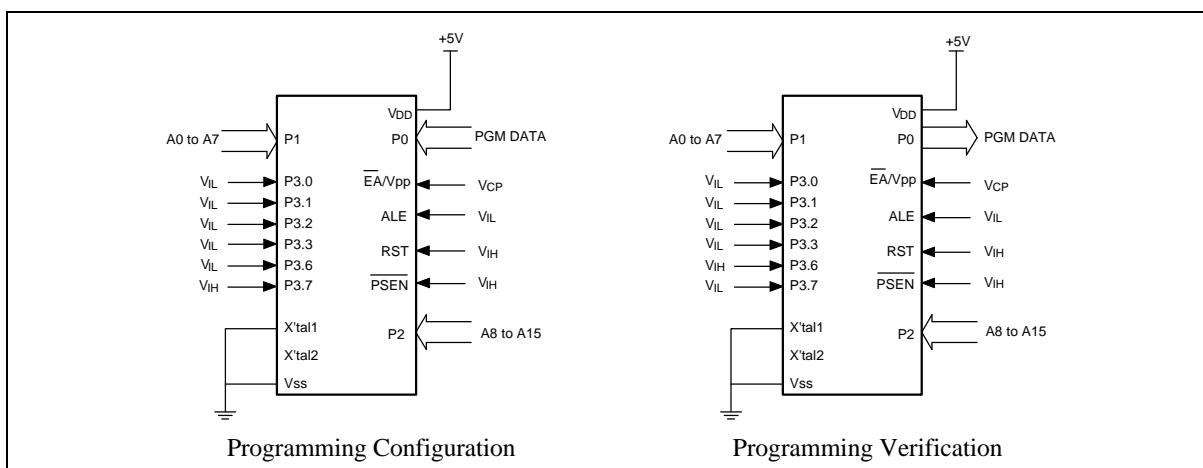 +5V
VDD
A0 to A7 P1 P0 PGM DATA
VIL P3.0 EA/Vpp VCP
VIL P3.1
VIL P3.2 ALE VIL
VIL P3.3
VIL P3.6 RST VIH
VIH P3.7 PSEN VIH
X'tal1 P2 A8 to A15
X'tal2
Vss
Programming Configuration
+5V
VDD
A0 to A7 P1 P0 PGM DATA
VIL P3.0 EA/Vpp VCP
VIL P3.1
VIL P3.2 ALE VIL
VIL P3.3
VIH P3.6 RST VIH
VIL P3.7 PSEN VIH
X'tal1 P2 A8 to A15
X'tal2
Vss
Programming Verification